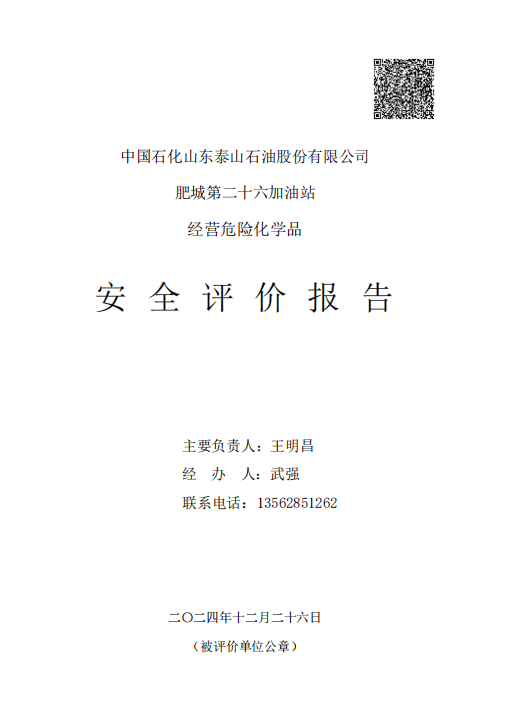 中国石化山东泰山石油股份有限公司
肥城第二十六加油站
经营危险化学品
安全评价报告
主要负责人：王明昌
经 办 人：武强
联系电话：13562851262
二〇二四年十二月二十六日
（被评价单位公章）